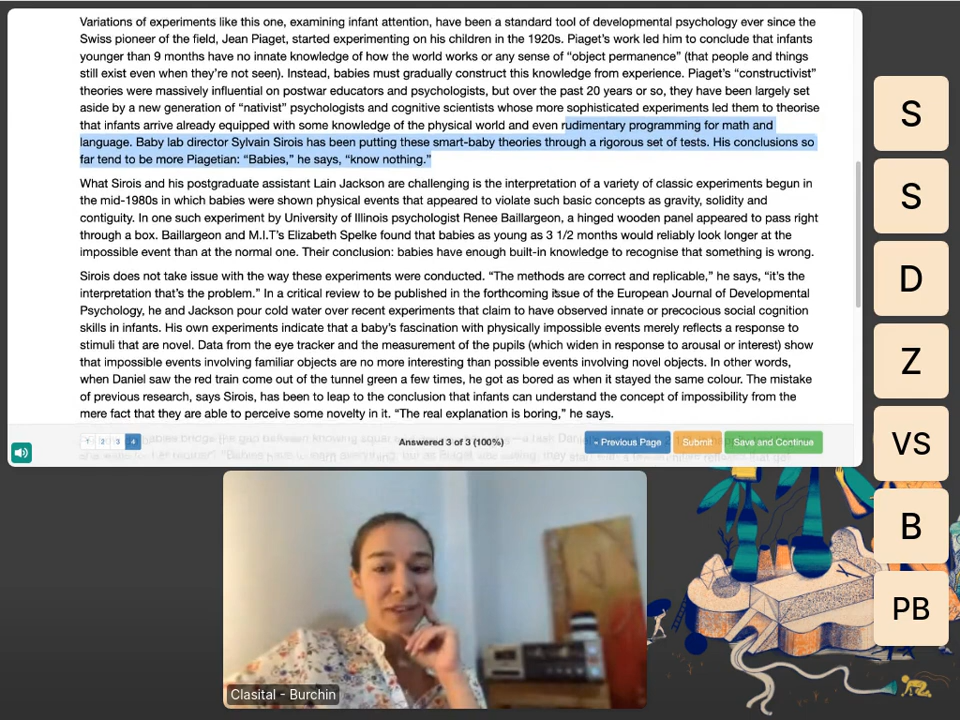 Variations of experiments like this one, examining infant attention, have been a standard tool of developmental psychology ever since the
Swiss pioneer of the field, Jean Piaget, started experimenting on his children in the 1920s. Piaget's work led him to conclude that infants
younger than 9 months have no innate knowledge of how the world works or any sense of “object permanence” (that people and things
still exist even when they're not seen). Instead, babies must gradually construct this knowledge from experience. Piaget's “constructivist”
theories were massively influential on postwar educators and psychologists, but over the past 20 years or so, they have been largely set
aside by a new generation of “nativist” psychologists and cognitive scientists whose more sophisticated experiments led them to theorise
that infants arrive already equipped with some knowledge of the physical world and even rudimentary programming for math and
language. Baby lab director Sylvain Sirois has been putting these smart-baby theories through a rigorous set of tests. His conclusions so
far tend to be more Piagetian: “Babies,” he says, “know nothing.”
What Sirois and his postgraduate assistant Lain Jackson are challenging is the interpretation of a variety of classic experiments begun in
the mid-1980s in which babies were shown physical events that appeared to violate such basic concepts as gravity, solidity and
contiguity. In one such experiment by University of Illinois psychologist Renee Baillargeon, a hinged wooden panel appeared to pass right
through a box. Baillargeon and M.I.T's Elizabeth Spelke found that babies as young as 3 1/2 months would reliably look longer at the
impossible event than at the normal one. Their conclusion: babies have enough built-in knowledge to recognise that something is wrong.
Sirois does not take issue with the way these experiments were conducted. “The methods are correct and replicable,” he says, “it's the
interpretation that's the problem.” In a critical review to be published in the forthcoming issue of the European Journal of Developmental
Psychology, he and Jackson pour cold water over recent experiments that claim to have observed innate or precocious social cognition
skills in infants. His own experiments indicate that a baby's fascination with physically impossible events merely reflects a response to
stimuli that are novel. Data from the eye tracker and the measurement of the pupils (which widen in response to arousal or interest) show
that impossible events involving familiar objects are no more interesting than possible events involving novel objects. In other words,
when Daniel saw the red train come out of the tunnel green a few times, he got as bored as when it stayed the same colour. The mistake
of previous research, says Sirois, has been to leap to the conclusion that infants can understand the concept of impossibility from the
mere fact that they are able to perceive some novelty in it. “The real explanation is boring,” he says.
1 2 3 4 Answered 3 of 3 (100%) « Previous Page Submit Save and Continue
S
S
D
Z
VS
B
PB
Clasital - Burchin